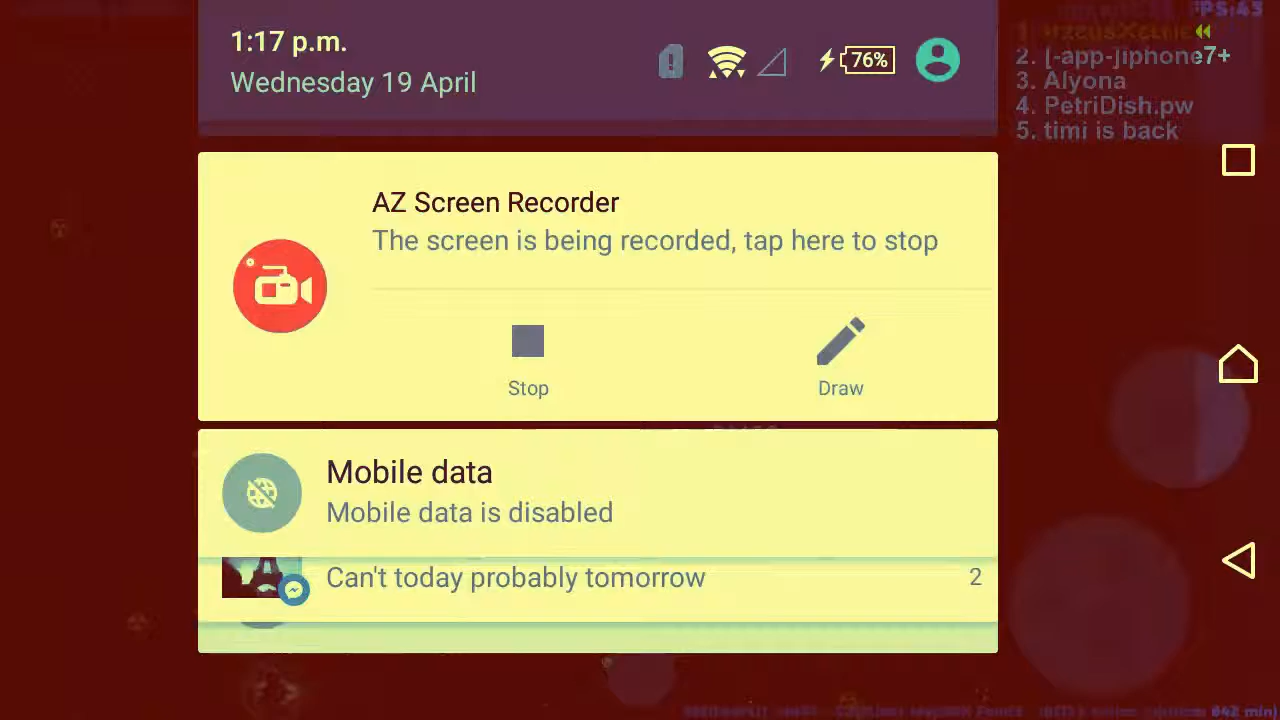 1:17 p.m.
Wednesday 19 April
76%
FPS:43
2. [-app-]iphone7+
3. Alyona
4. PetriDish.pw
5. timi is back
AZ Screen Recorder
The screen is being recorded, tap here to stop
Stop
Draw
Mobile data
Mobile data is disabled
Can't today probably tomorrow
2